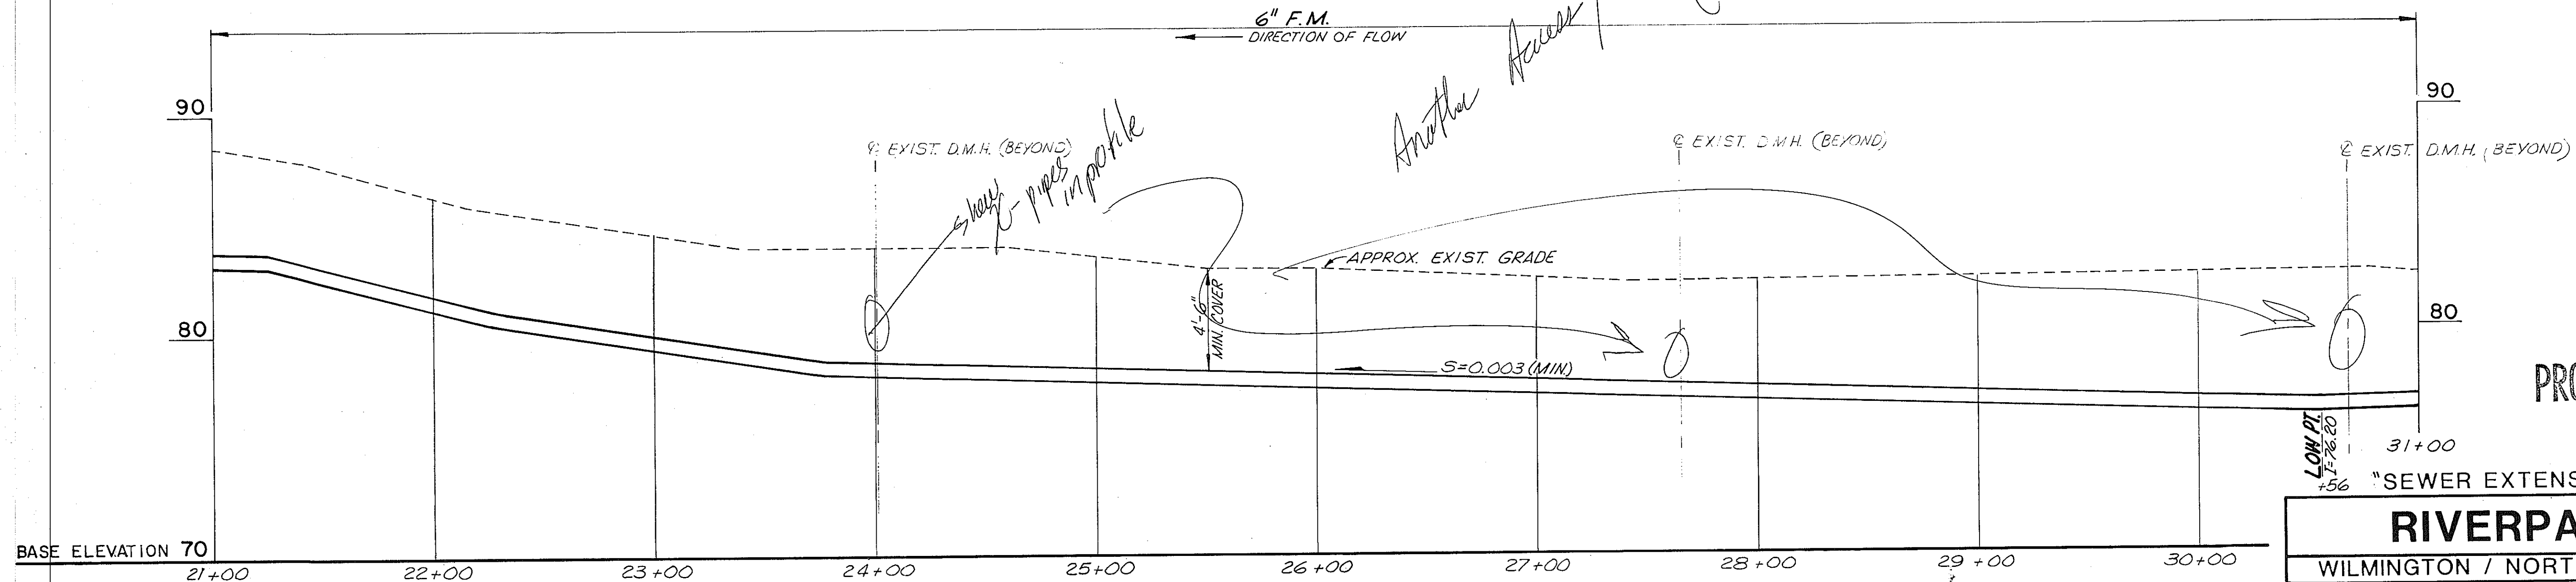 6" F.M.
DIRECTION OF FLOW
Another Access
90
90
℄ EXIST. D.M.H. (BEYOND)
℄ EXIST. D.M.H. (BEYOND)
℄ EXIST. D.M.H. (BEYOND)
show
X-pipes
in profile
APPROX. EXIST. GRADE
4'-6"
MIN. COVER
80
80
S=0.003 (MIN.)
LOW PT.
I=76.20
+56
31+00
"SEWER EXTENS
RIVERPA
WILMINGTON / NORT
PRO
BASE ELEVATION 70
21+00 22+00 23+00 24+00 25+00 26+00 27+00 28+00 29+00 30+00